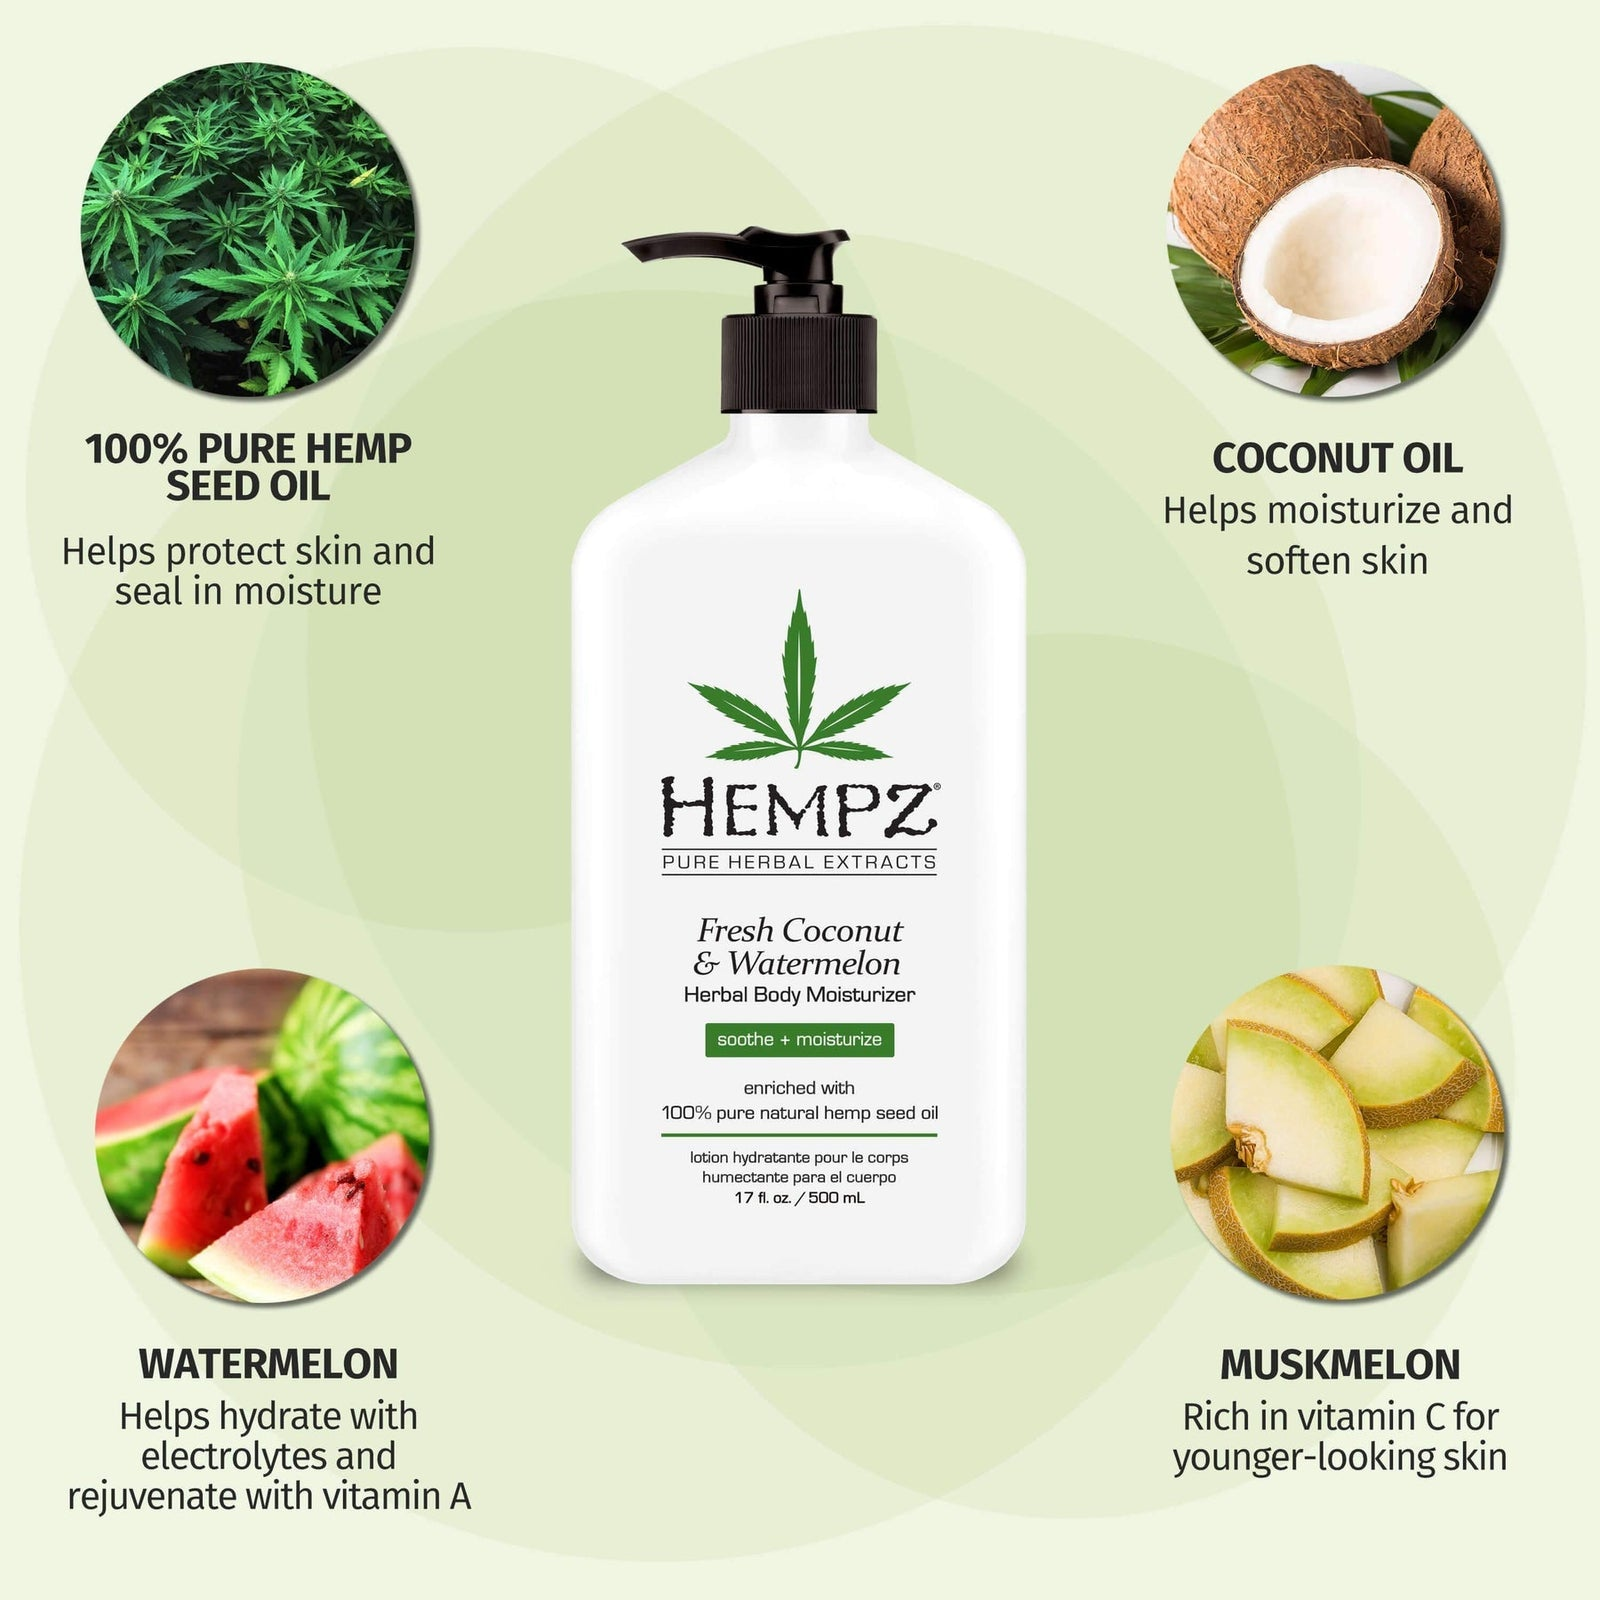 100% PURE HEMP
SEED OIL
Helps protect skin and
seal in moisture
COCONUT OIL
Helps moisturize and
soften skin
HEMPZ®
PURE HERBAL EXTRACTS
Fresh Coconut
& Watermelon
Herbal Body Moisturizer
soothe + moisturize
enriched with
100% pure natural hemp seed oil
lotion hydratante pour le corps
humectante para el cuerpo
17 fl. oz. / 500 mL
WATERMELON
Helps hydrate with
electrolytes and
rejuvenate with vitamin A
MUSKMELON
Rich in vitamin C for
younger-looking skin